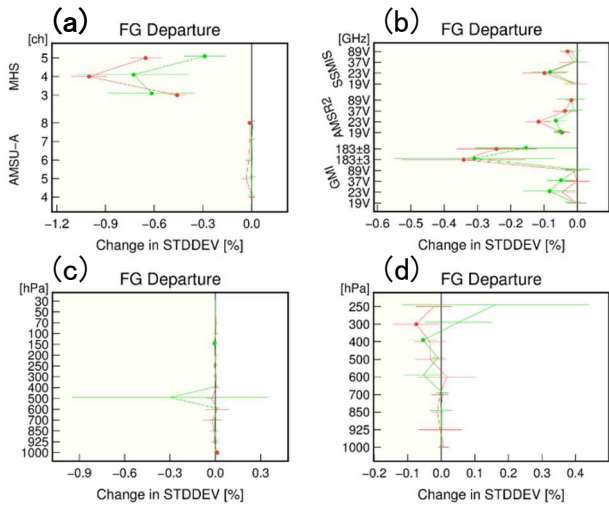 (a) FG Departure
[ch]
MHS
5
4
3
AMSU-A
8
7
6
5
4
-1.2 -0.9 -0.6 -0.3 0.0
Change in STDDEV [%]
(b) FG Departure
[GHz]
SSMIS
89V
37V
23V
19V
AMSR2
89V
37V
23V
19V
GMI
183±8
183±3
89V
37V
23V
19V
-0.6 -0.5 -0.4 -0.3 -0.2 -0.1 0.0
Change in STDDEV [%]
(c)
FG Departure
[hPa]
30
50
70
100
150
200
250
300
400
500
600
700
850
925
1000
-0.9 -0.6 -0.3 0.0 0.3
Change in STDDEV [%]
(d)
FG Departure
[hPa]
250
300
400
500
600
700
850
925
1000
-0.2 -0.1 0.0 0.1 0.2 0.3 0.4
Change in STDDEV [%]